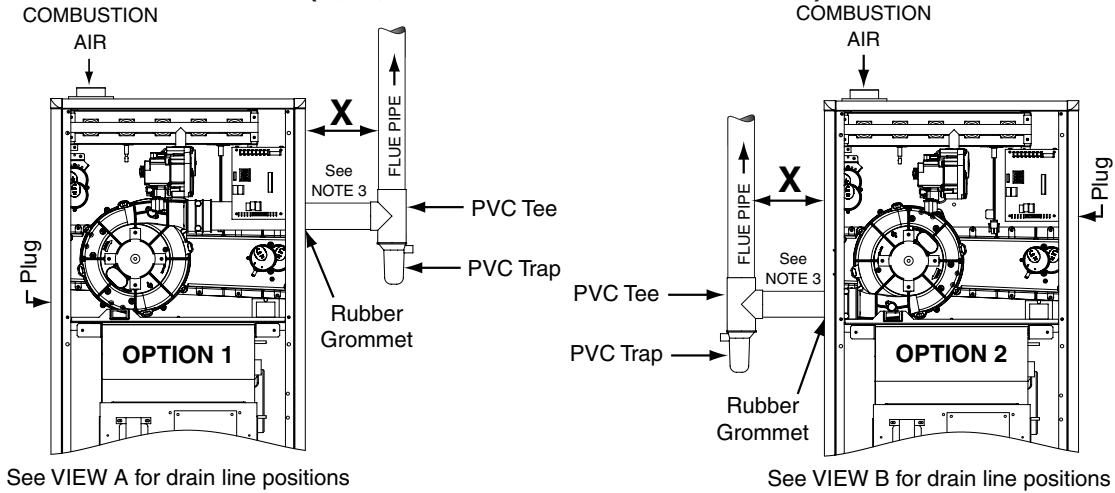 COMBUSTION
AIR
X
FLUE PIPE
See
NOTE 3
PVC Tee
PVC Trap
Plug
Rubber
Grommet
OPTION 1
See VIEW A for drain line positions
COMBUSTION
AIR
X
FLUE PIPE
See
NOTE 3
Plug
PVC Tee
PVC Trap
Rubber
Grommet
OPTION 2
See VIEW B for drain line positions